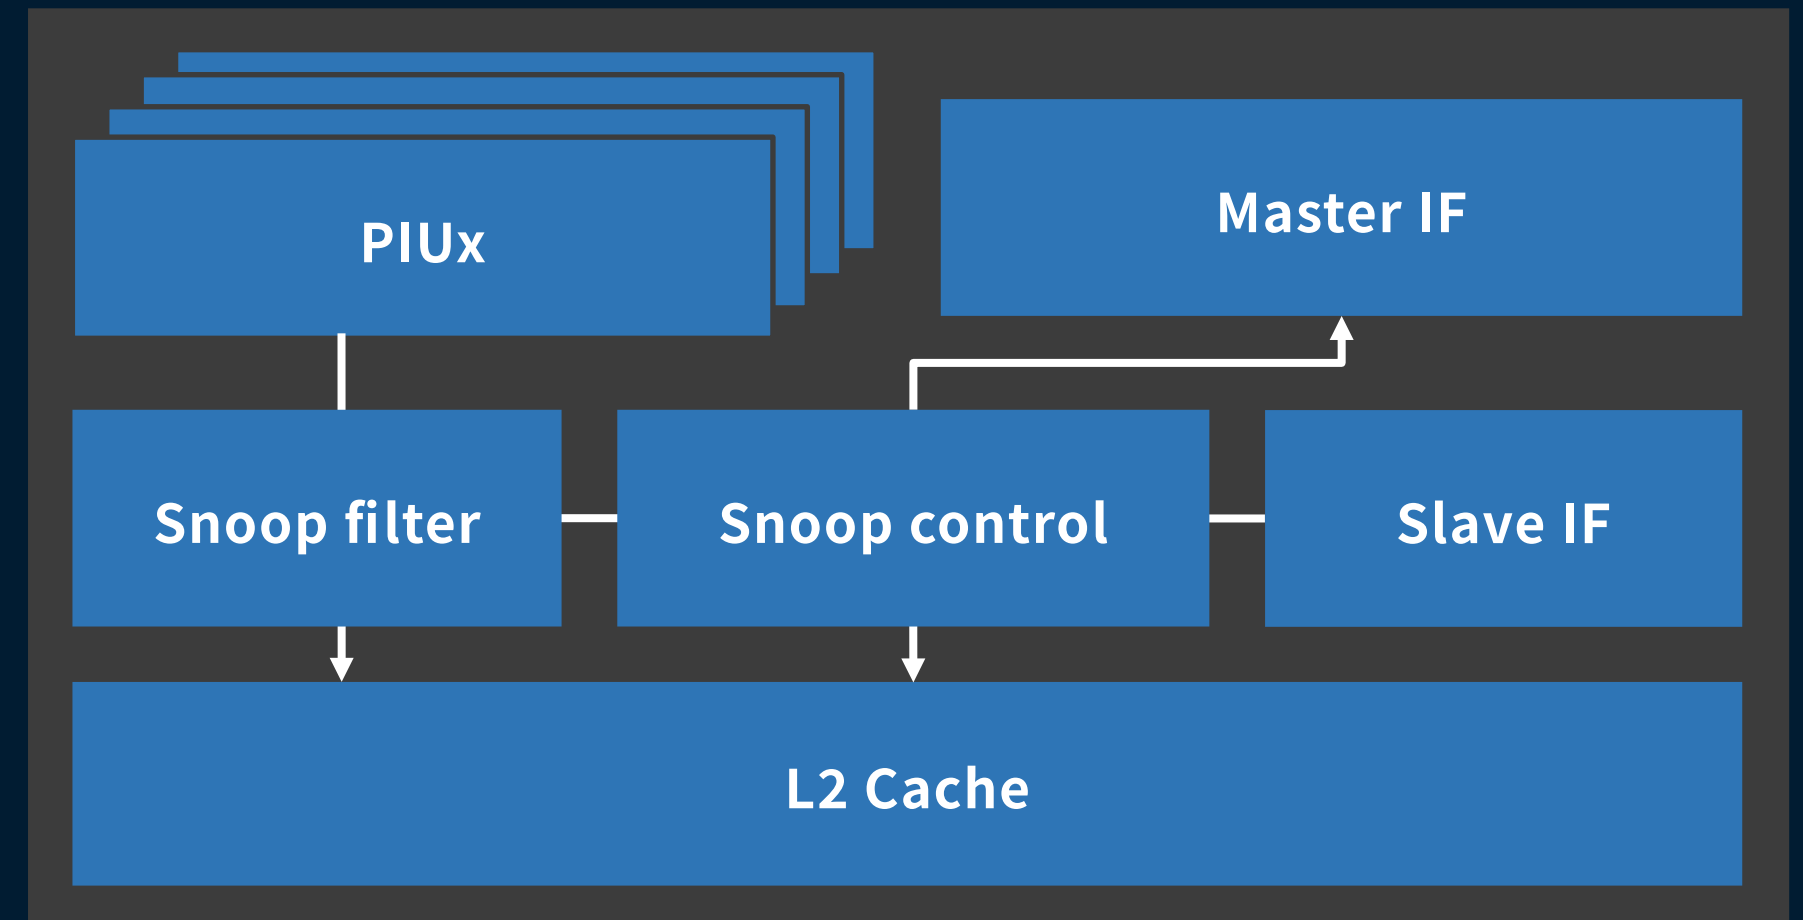 PIUx
Master IF
Snoop filter
Snoop control
Slave IF
L2 Cache